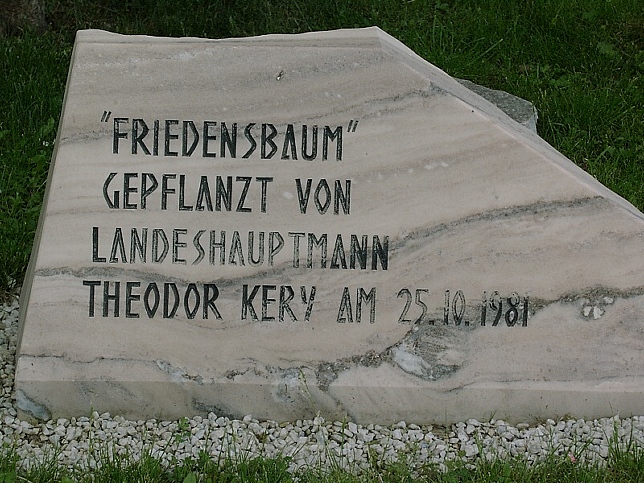 "FRIEDENSBAUM"
GEPFLANZT VON
LANDESHAUPTMANN
THEODOR KERY AM 25.10.1981